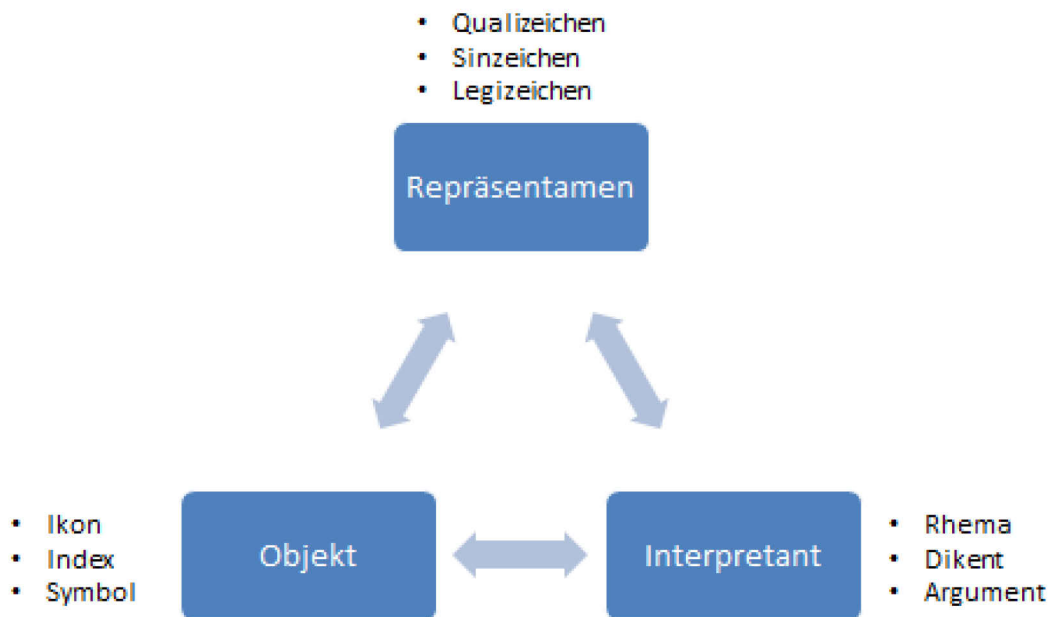 • Qualizeichen
• Sinzeichen
• Legizeichen
Repräsentamen
• Ikon
• Index
• Symbol
Objekt
Interpretant
• Rhema
• Dikent
• Argument